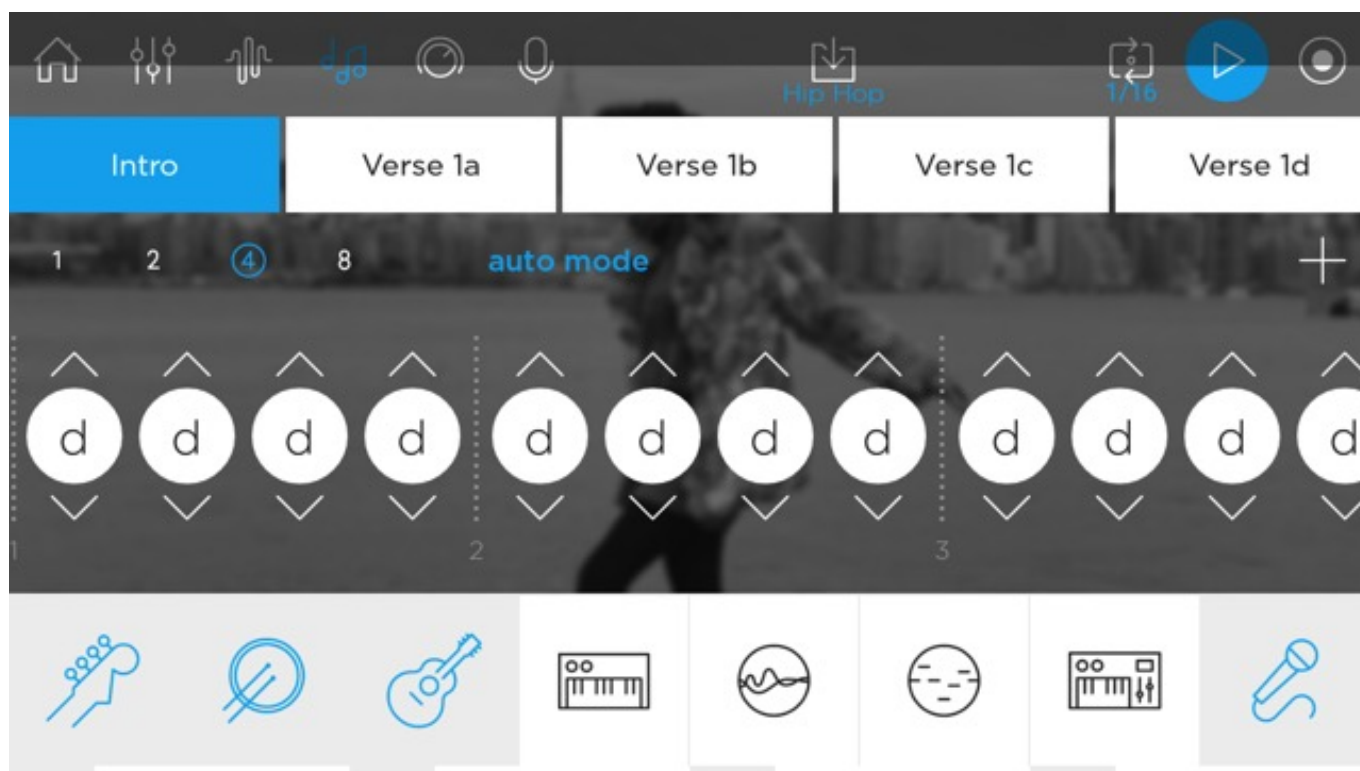 Hip Hop
1/16
Intro Verse 1a Verse 1b Verse 1c Verse 1d
1 2 4 8 auto mode
d d d d d d d d d d d d
1 2 3